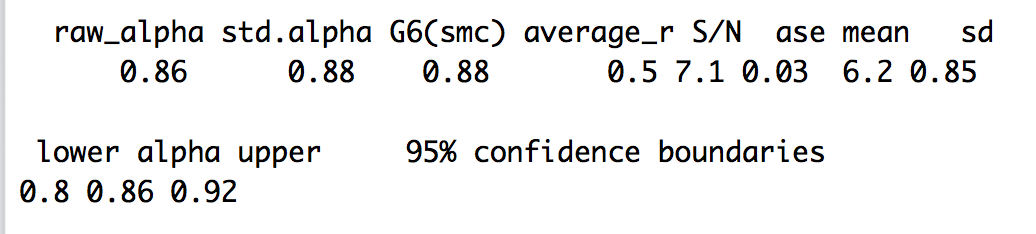 raw_alpha std.alpha G6(smc) average_r S/N ase mean sd
0.86 0.88 0.88 0.5 7.1 0.03 6.2 0.85
lower alpha upper 95% confidence boundaries
0.8 0.86 0.92